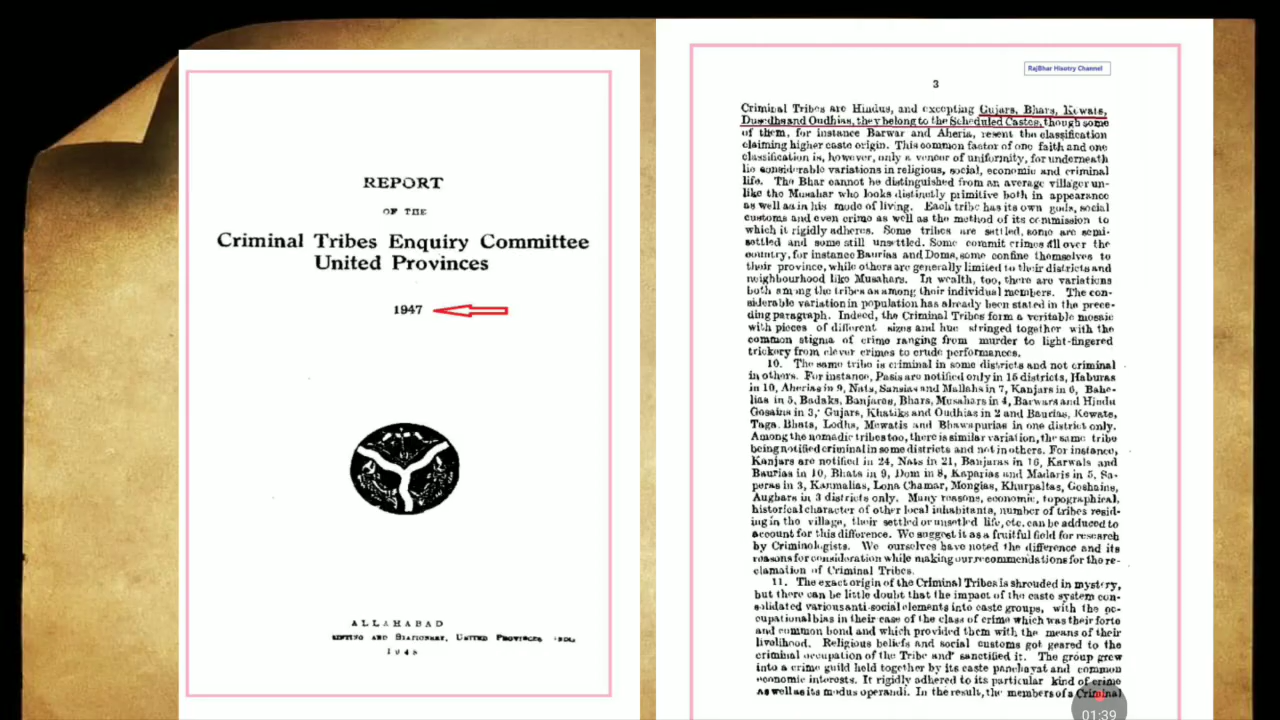 REPORT
OF THE
Criminal Tribes Enquiry Committee
United Provinces
1947
ALLAHABAD
AND STATIONERY, UNITED PROVINCES
1948
RajBhar Hisotry Channel
3
Criminal Tribes are Hindus, and excepting Gujars, Bhars, Kewats,
Dusadhs and Oudhias, they belong to the Scheduled Castes, though some
of them, for instance Barwar and Aheria, resent the classification
claiming higher caste origin. This common factor of one faith and one
classification is, however, only a veneer of uniformity, for underneath
lie considerable variations in religious, social, economic and criminal
life. The Bhar cannot be distinguished from an average villager un-
like the Musahar who looks distinctly primitive both in appearance
as well as in his mode of living. Each tribe has its own gods, social
customs and even crime as well as the method of its commission to
which it rigidly adheres. Some tribes are settled, some are semi-
settled and some still unsettled. Some commit crimes all over the
country, for instance Baurias and Doms, some confine themselves to
their province, while others are generally limited to their districts and
neighbourhood like Musahars. In wealth, too, there are variations
both among the tribes as among their individual members. The con-
siderable variation in population has already been stated in the prece-
ding paragraph. Indeed, the Criminal Tribes form a veritable mosaic
with pieces of different sizes and hue stringed together with the
common stigma of crime ranging from murder to light-fingered
trickery from clever crimes to crude performances.
10. The same tribe is criminal in some districts and not criminal
in others. For instance, Pasis are notified only in 15 districts, Haburas
in 10, Aherias in 9, Nats, Sansias and Mallahs in 7, Kanjars in 6, Bahe-
lias in 5, Badaks, Banjaras, Bhars, Musahars in 4, Barwars and Hindu
Gosains in 3, Gujars, Khatiks and Oudhias in 2 and Baurias, Kewats,
Taga Bhats, Lodhs, Mewatis and Bhawapurias in one district only.
Among the nomadic tribes too, there is similar variation, the same tribe
being notified criminal in some districts and not in others. For instance,
Kanjars are notified in 24, Nats in 21, Banjaras in 16, Karwals and
Baurias in 10, Bhats in 9, Dom in 8, Kaparias and Madaris in 5, Sa-
peras in 3, Kanmalias, Lona Chamar, Mongias, Khurpaltas, Goshains,
Aughars in 3 districts only. Many reasons, economic, topographical,
historical character of other local inhabitants, number of tribes resid-
ing in the village, their settled or unsettled life, etc. can be adduced to
account for this difference. We suggest it as a fruitful field for research
by Criminologists. We ourselves have noted the difference and its
reasons for consideration while making our recommendations for the re-
clamation of Criminal Tribes.
11. The exact origin of the Criminal Tribes is shrouded in mystery,
but there can be little doubt that the impact of the caste system con-
solidated various anti-social elements into caste groups, with the oc-
cupational bias in their case of the class of crime which was their forte
and common bond and which provided them with the means of their
livelihood. Religious beliefs and social customs got geared to the
criminal occupation of the Tribe and sanctified it. The group grew
into a crime guild held together by its caste panchayat and common
economic interests. It rigidly adhered to its particular kind of crime
as well as its modus operandi. In the result, the members of a Criminal
01:39